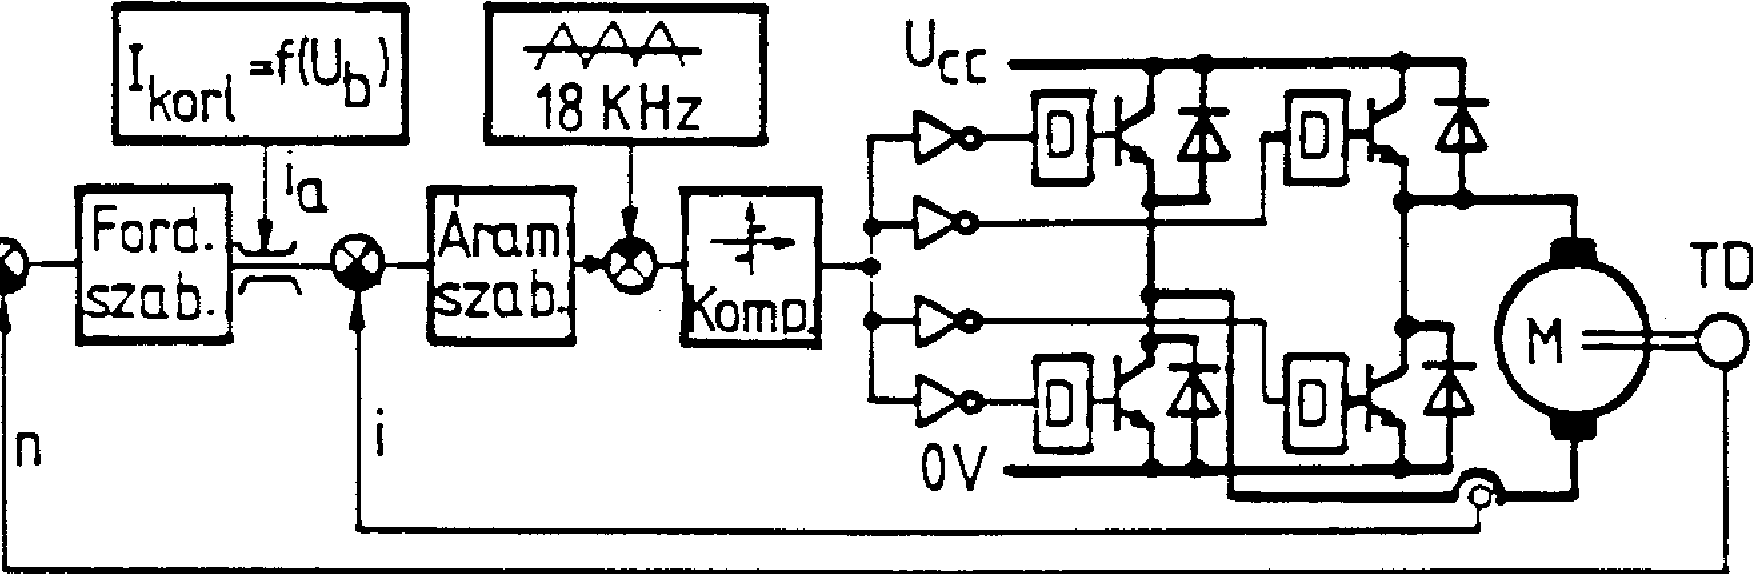 Ikorl =f(Ub)
18 KHz
Ucc
ia
Ford.
szab.
Áram
szab.
Komp.
D
D
D
D
M
TD
n
i
0V